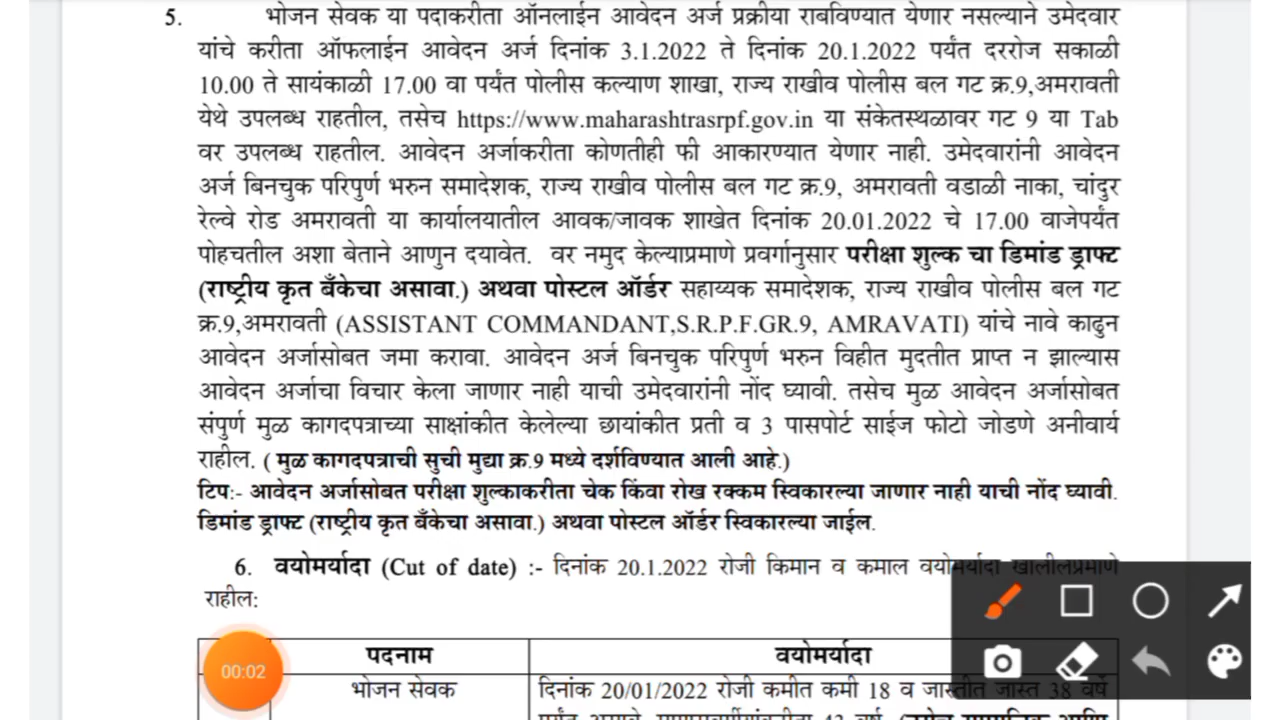 5. भोजन सेवक या पदाकरीता ऑनलाईन आवेदन अर्ज प्रक्रीया राबविण्यात येणार नसल्याने उमेदवार
यांचे करीता ऑफलाईन आवेदन अर्ज दिनांक 3.1.2022 ते दिनांक 20.1.2022 पर्यंत दररोज सकाळी
10.00 ते सायंकाळी 17.00 वा पर्यंत पोलीस कल्याण शाखा, राज्य राखीव पोलीस बल गट क्र.9,अमरावती
येथे उपलब्ध राहतील, तसेच https://www.maharashtrasrpf.gov.in या संकेतस्थळावर गट 9 या Tab
वर उपलब्ध राहतील. आवेदन अर्जाकरीता कोणतीही फी आकारण्यात येणार नाही. उमेदवारांनी आवेदन
अर्ज बिनचुक परिपुर्ण भरुन समादेशक, राज्य राखीव पोलीस बल गट क्र.9, अमरावती वडाळी नाका, चांदुर
रेल्वे रोड अमरावती या कार्यालयातील आवक/जावक शाखेत दिनांक 20.01.2022 चे 17.00 वाजेपर्यंत
पोहचतील अशा बेताने आणुन दयावेत. वर नमुद केल्याप्रमाणे प्रवर्गानुसार परीक्षा शुल्क चा डिमांड ड्राफ्ट
(राष्ट्रीय कृत बँकेचा असावा.) अथवा पोस्टल ऑर्डर सहाय्यक समादेशक, राज्य राखीव पोलीस बल गट
क्र.9,अमरावती (ASSISTANT COMMANDANT,S.R.P.F.GR.9, AMRAVATI) यांचे नावे काढुन
आवेदन अर्जासोबत जमा करावा. आवेदन अर्ज बिनचुक परिपुर्ण भरुन विहीत मुदतीत प्राप्त न झाल्यास
आवेदन अर्जाचा विचार केला जाणार नाही याची उमेदवारांनी नोंद घ्यावी. तसेच मुळ आवेदन अर्जासोबत
संपुर्ण मुळ कागदपत्राच्या साक्षांकीत केलेल्या छायांकीत प्रती व 3 पासपोर्ट साईज फोटो जोडणे अनीवार्य
राहील. ( मुळ कागदपत्राची सुची मुद्या क्र.9 मध्ये दर्शविण्यात आली आहे.)
टिप:- आवेदन अर्जासोबत परीक्षा शुल्काकरीता चेक किंवा रोख रक्कम स्विकारल्या जाणार नाही याची नोंद घ्यावी.
डिमांड ड्राफ्ट (राष्ट्रीय कृत बँकेचा असावा.) अथवा पोस्टल ऑर्डर स्विकारल्या जाईल.
6. वयोमर्यादा (Cut of date) :- दिनांक 20.1.2022 रोजी किमान व कमाल वयोमर्यादा खालीलप्रमाणे
राहील:
पदनाम वयोमर्यादा
00:02
भोजन सेवक दिनांक 20/01/2022 रोजी कमीत कमी 18 व जास्तीत जास्त 38 वर्षे